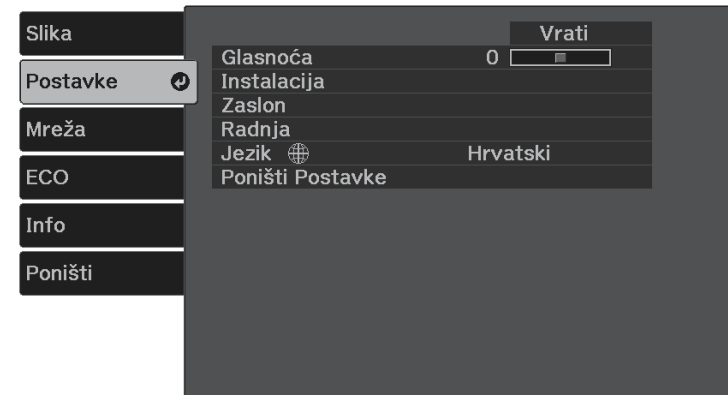 Slika
Postavke
Mreža
ECO
Info
Poništi
Vrati
Glasnoća 0
Instalacija
Zaslon
Radnja
Jezik Hrvatski
Poništi Postavke